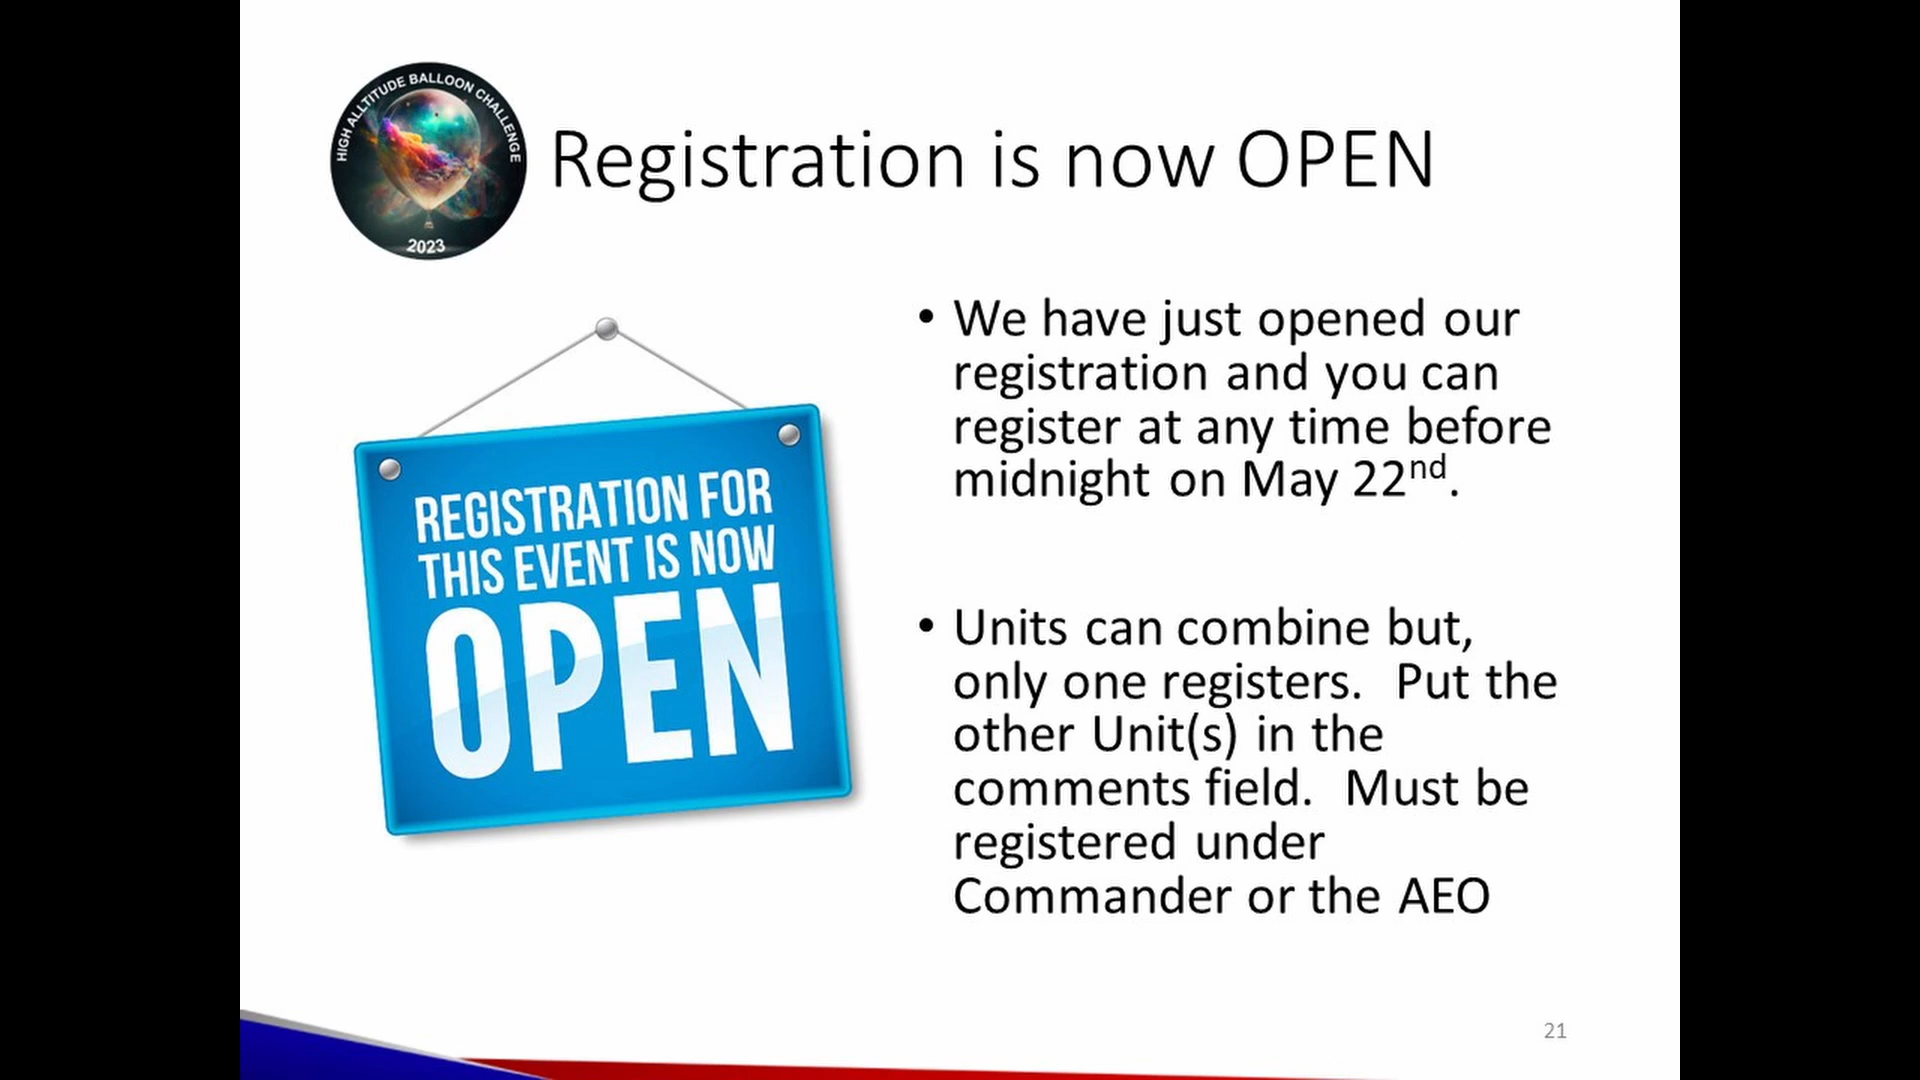 HIGH ALLTITUDE BALLOON CHALLENGE
2023
Registration is now OPEN
REGISTRATION FOR
THIS EVENT IS NOW
OPEN
• We have just opened our
registration and you can
register at any time before
midnight on May 22nd.
• Units can combine but,
only one registers. Put the
other Unit(s) in the
comments field. Must be
registered under
Commander or the AEO
21